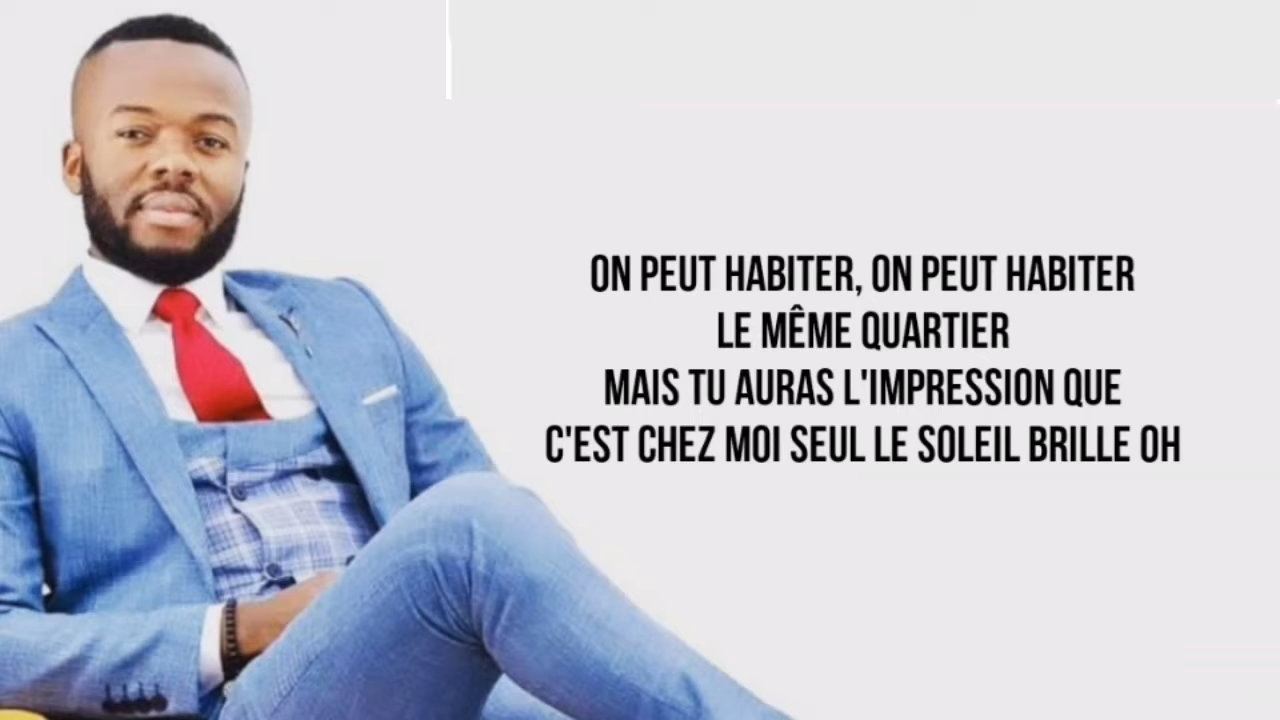 ON PEUT HABITER, ON PEUT HABITER
LE MÊME QUARTIER
MAIS TU AURAS L'IMPRESSION QUE
C'EST CHEZ MOI SEUL LE SOLEIL BRILLE OH